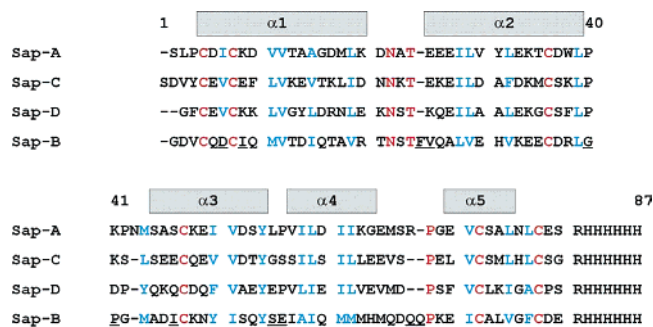 1 α1 α2 40
Sap-A -SLPCDICKD VVTAAGDMLK DNAT-EEEILV YLEKTCDWLP
Sap-C SDVYCEVCEF LVKEVTKLID NNKT-EKEILD AFDKMCSKLP
Sap-D --GFCEVCKK LVGYLDRNLE KNST-KQEILA ALEKGCSFLP
Sap-B -GDVCQDCIQ MVTDIQTAVR TNSTFVQALVE HVKEECDRLG
41 α3 α4 α5 87
Sap-A KPNMSASCKEI VDSYLPVILD IIKGEMSR-PGE VCSALNLCES RHHHHHH
Sap-C KS-LSEECQEV VDTYGSSILS ILLEEVS--PEL VCSMLHLCSG RHHHHHH
Sap-D DP-YQKQCDQF VAEYEPVLIE ILVEVMD--PSF VCLKIGACPS RHHHHHH
Sap-B PGMADICKNY ISQYSEIAIQ MMMHMQDQQPKE ICALVGFCDE RHHHHHH